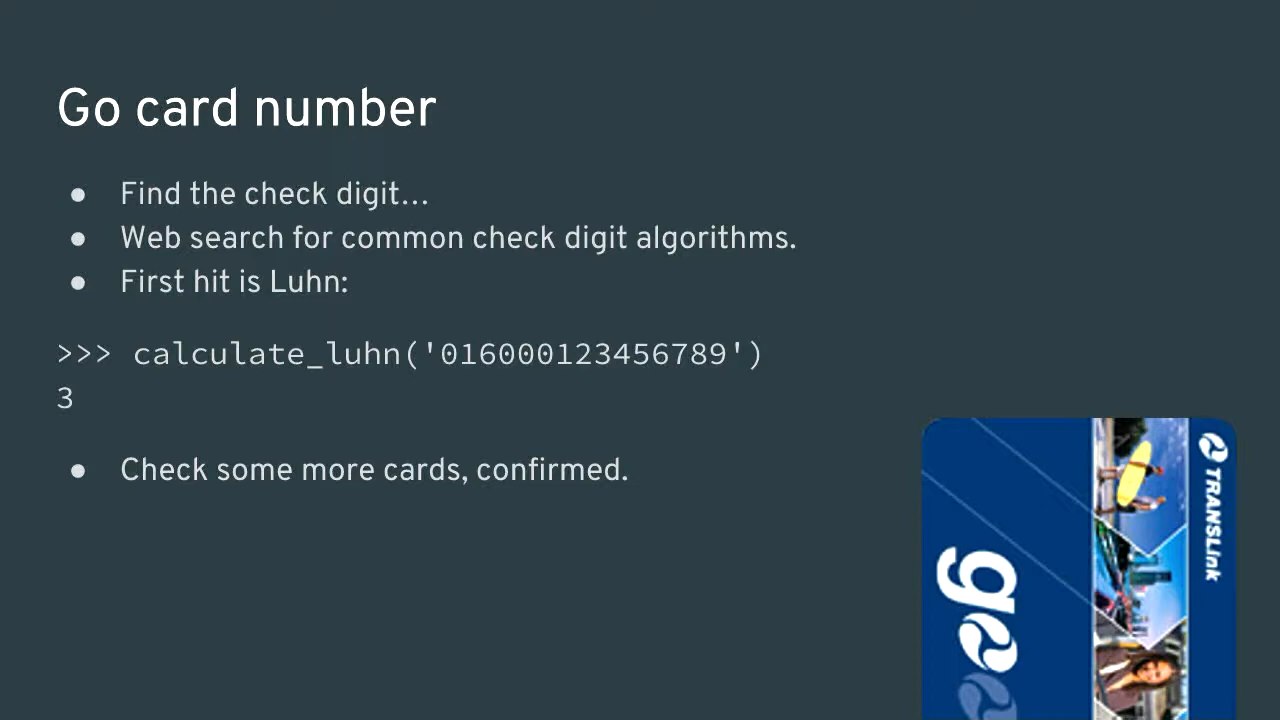 Go card number
● Find the check digit…
● Web search for common check digit algorithms.
● First hit is Luhn:
>>> calculate_luhn('016000123456789')
3
● Check some more cards, confirmed.
TRANSLink
go